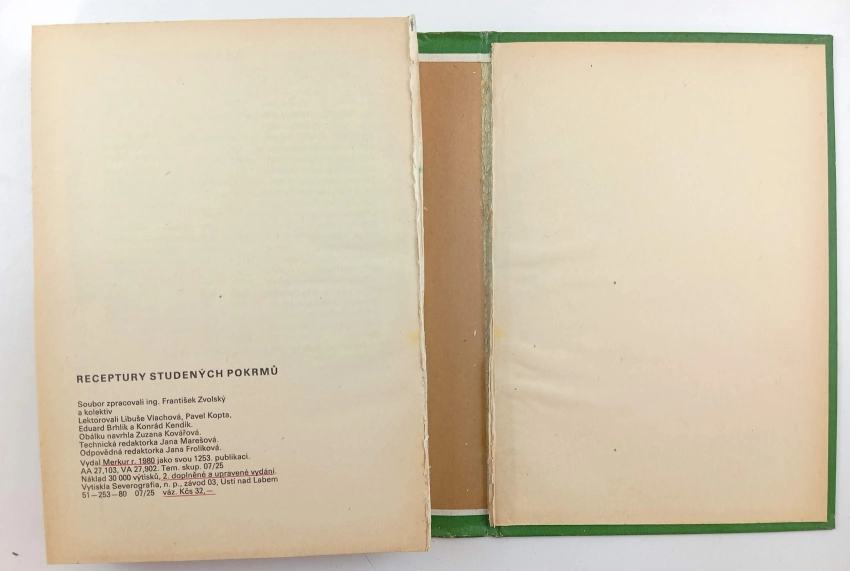 RECEPTURY STUDENÝCH POKRMŮ
Soubor zpracovali ing. František Zvolský
a kolektiv
Lektorovali Libuše Vlachová, Pavel Kopta,
Eduard Brhlík a Konrád Kendík.
Obálku navrhla Zuzana Kovářová.
Technická redaktorka Jana Marešová.
Odpovědná redaktorka Jana Frolíková.
Vydal Merkur r. 1980 jako svou 1253. publikaci.
AA 27,103, VA 27,902. Tem. skup. 07/25
Náklad 30 000 výtisků, 2. doplněné a upravené vydání.
Vytiskla Severografia, n. p., závod 03, Ústí nad Labem
51—253—80 07/25 váz. Kčs 37,—